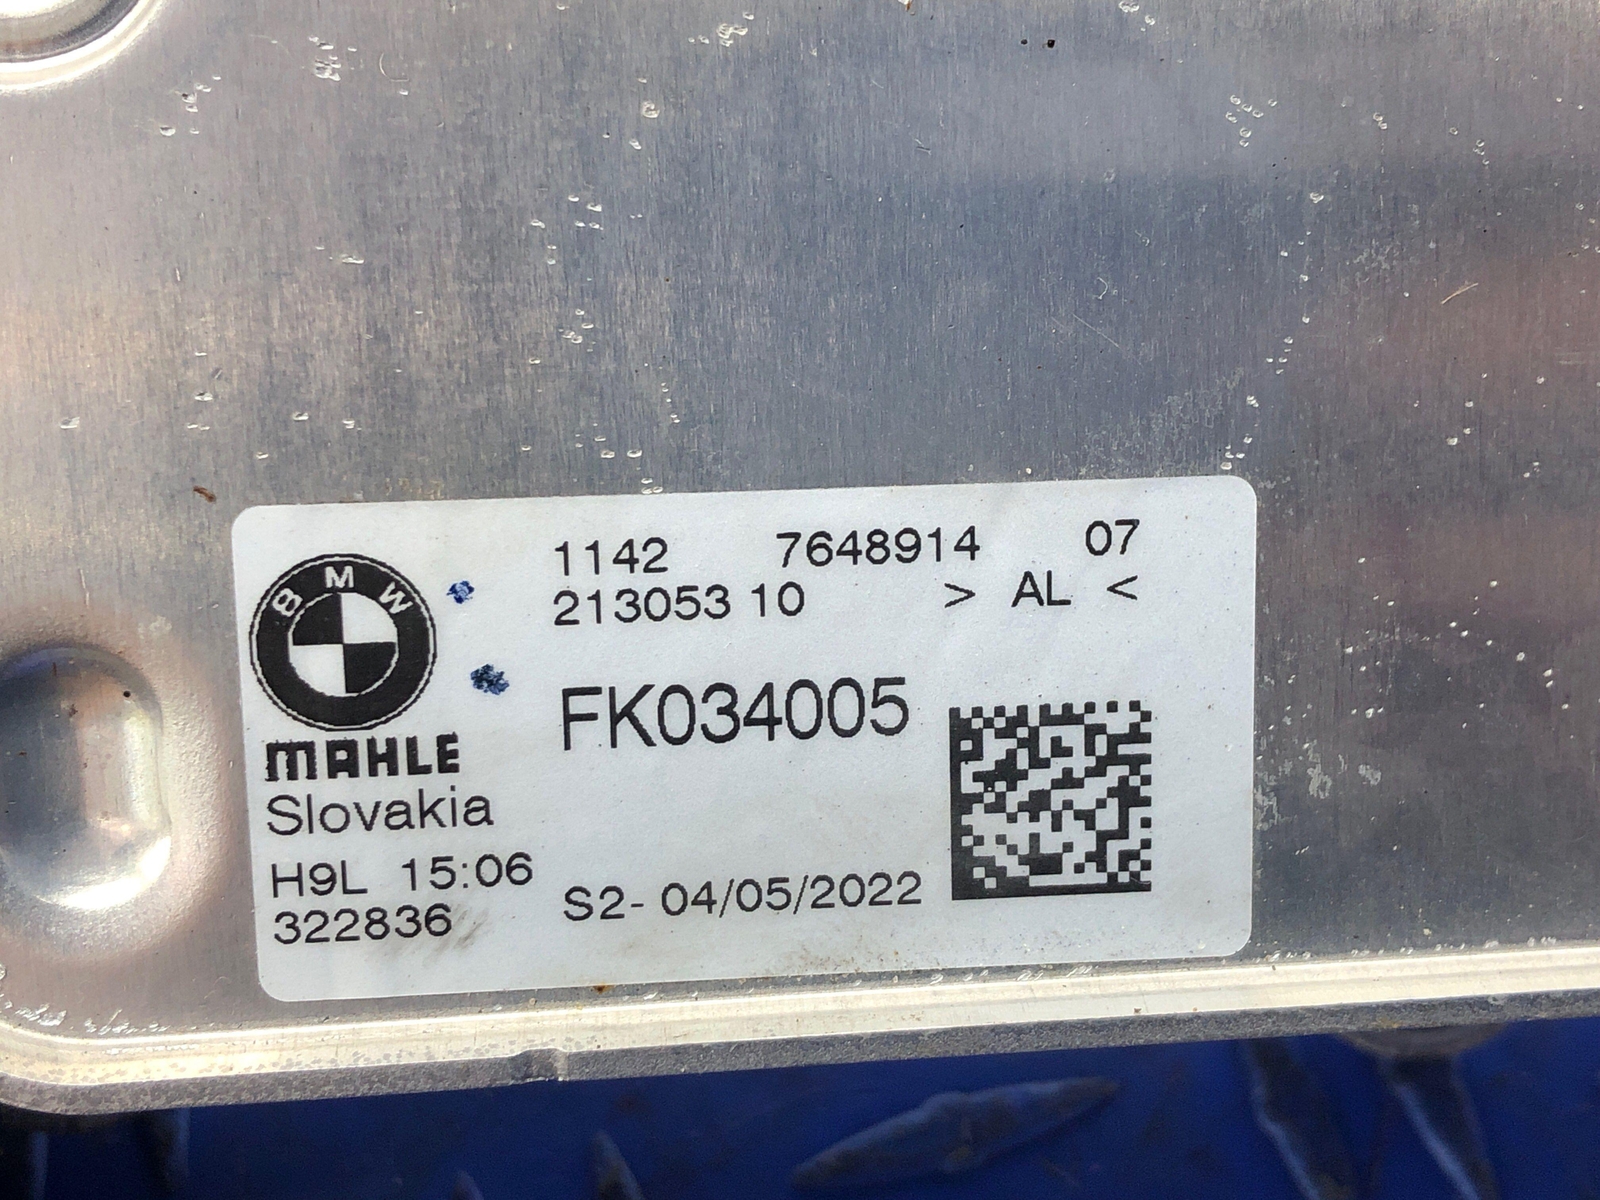 1142 7648914 07
213053 10 > AL <
BMW
FK034005
MAHLE
Slovakia
H9L 15:06
322836
S2- 04/05/2022